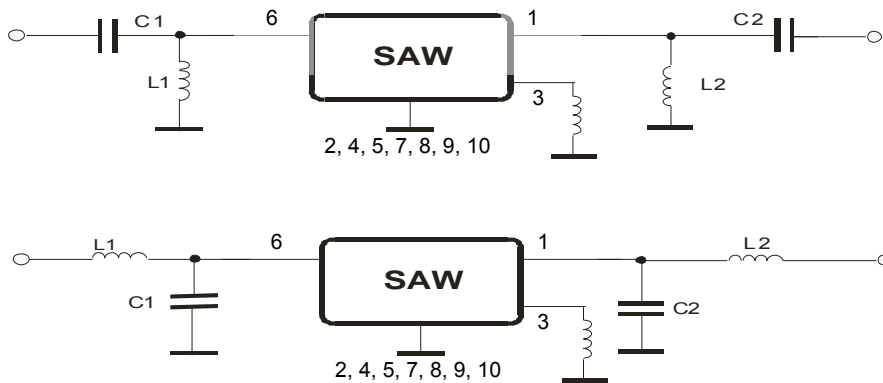 C1 6 SAW 1 C2
L1 3 L2
2, 4, 5, 7, 8, 9, 10
L1 6 SAW 1 L2
C1 3 C2
2, 4, 5, 7, 8, 9, 10